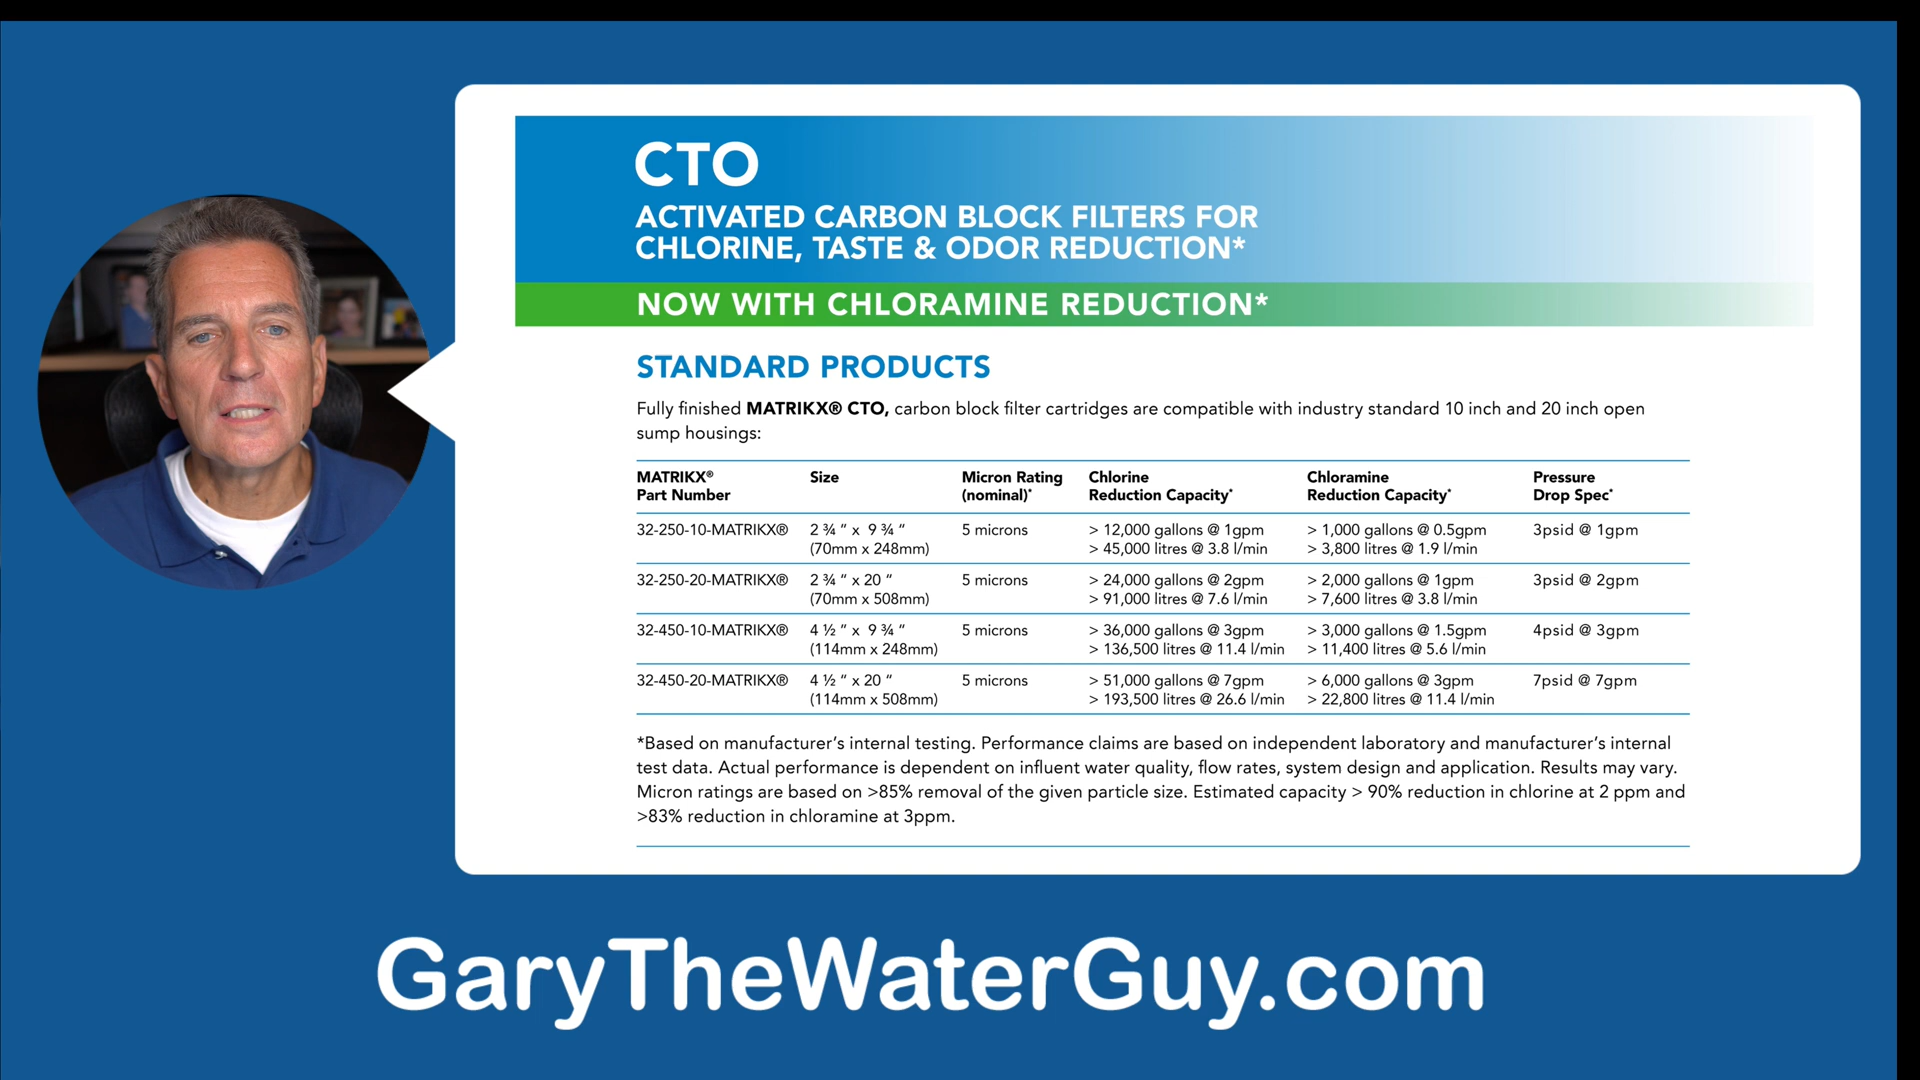 CTO
ACTIVATED CARBON BLOCK FILTERS FOR
CHLORINE, TASTE & ODOR REDUCTION*
NOW WITH CHLORAMINE REDUCTION*
STANDARD PRODUCTS
Fully finished MATRIKX® CTO, carbon block filter cartridges are compatible with industry standard 10 inch and 20 inch open
sump housings:
MATRIKX® Part Number Size Micron Rating (nominal)* Chlorine Reduction Capacity* Chloramine Reduction Capacity* Pressure Drop Spec*
32-250-10-MATRIKX® 2 ¾ " x 9 ¾ " 5 microns > 12,000 gallons @ 1gpm > 1,000 gallons @ 0.5gpm 3psid @ 1gpm
(70mm x 248mm) > 45,000 litres @ 3.8 l/min > 3,800 litres @ 1.9 l/min
32-250-20-MATRIKX® 2 ¾ " x 20 " 5 microns > 24,000 gallons @ 2gpm > 2,000 gallons @ 1gpm 3psid @ 2gpm
(70mm x 508mm) > 91,000 litres @ 7.6 l/min > 7,600 litres @ 3.8 l/min
32-450-10-MATRIKX® 4 ½ " x 9 ¾ " 5 microns > 36,000 gallons @ 3gpm > 3,000 gallons @ 1.5gpm 4psid @ 3gpm
(114mm x 248mm) > 136,500 litres @ 11.4 l/min > 11,400 litres @ 5.6 l/min
32-450-20-MATRIKX® 4 ½ " x 20 " 5 microns > 51,000 gallons @ 7gpm > 6,000 gallons @ 3gpm 7psid @ 7gpm
(114mm x 508mm) > 193,500 litres @ 26.6 l/min > 22,800 litres @ 11.4 l/min
*Based on manufacturer's internal testing. Performance claims are based on independent laboratory and manufacturer's internal
test data. Actual performance is dependent on influent water quality, flow rates, system design and application. Results may vary.
Micron ratings are based on >85% removal of the given particle size. Estimated capacity > 90% reduction in chlorine at 2 ppm and
>83% reduction in chloramine at 3ppm.
GaryTheWaterGuy.com